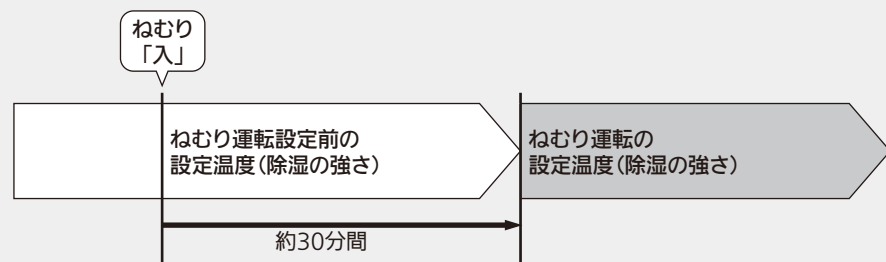 ねむり
「入」
ねむり運転設定前の
設定温度(除湿の強さ)
ねむり運転の
設定温度(除湿の強さ)
約30分間